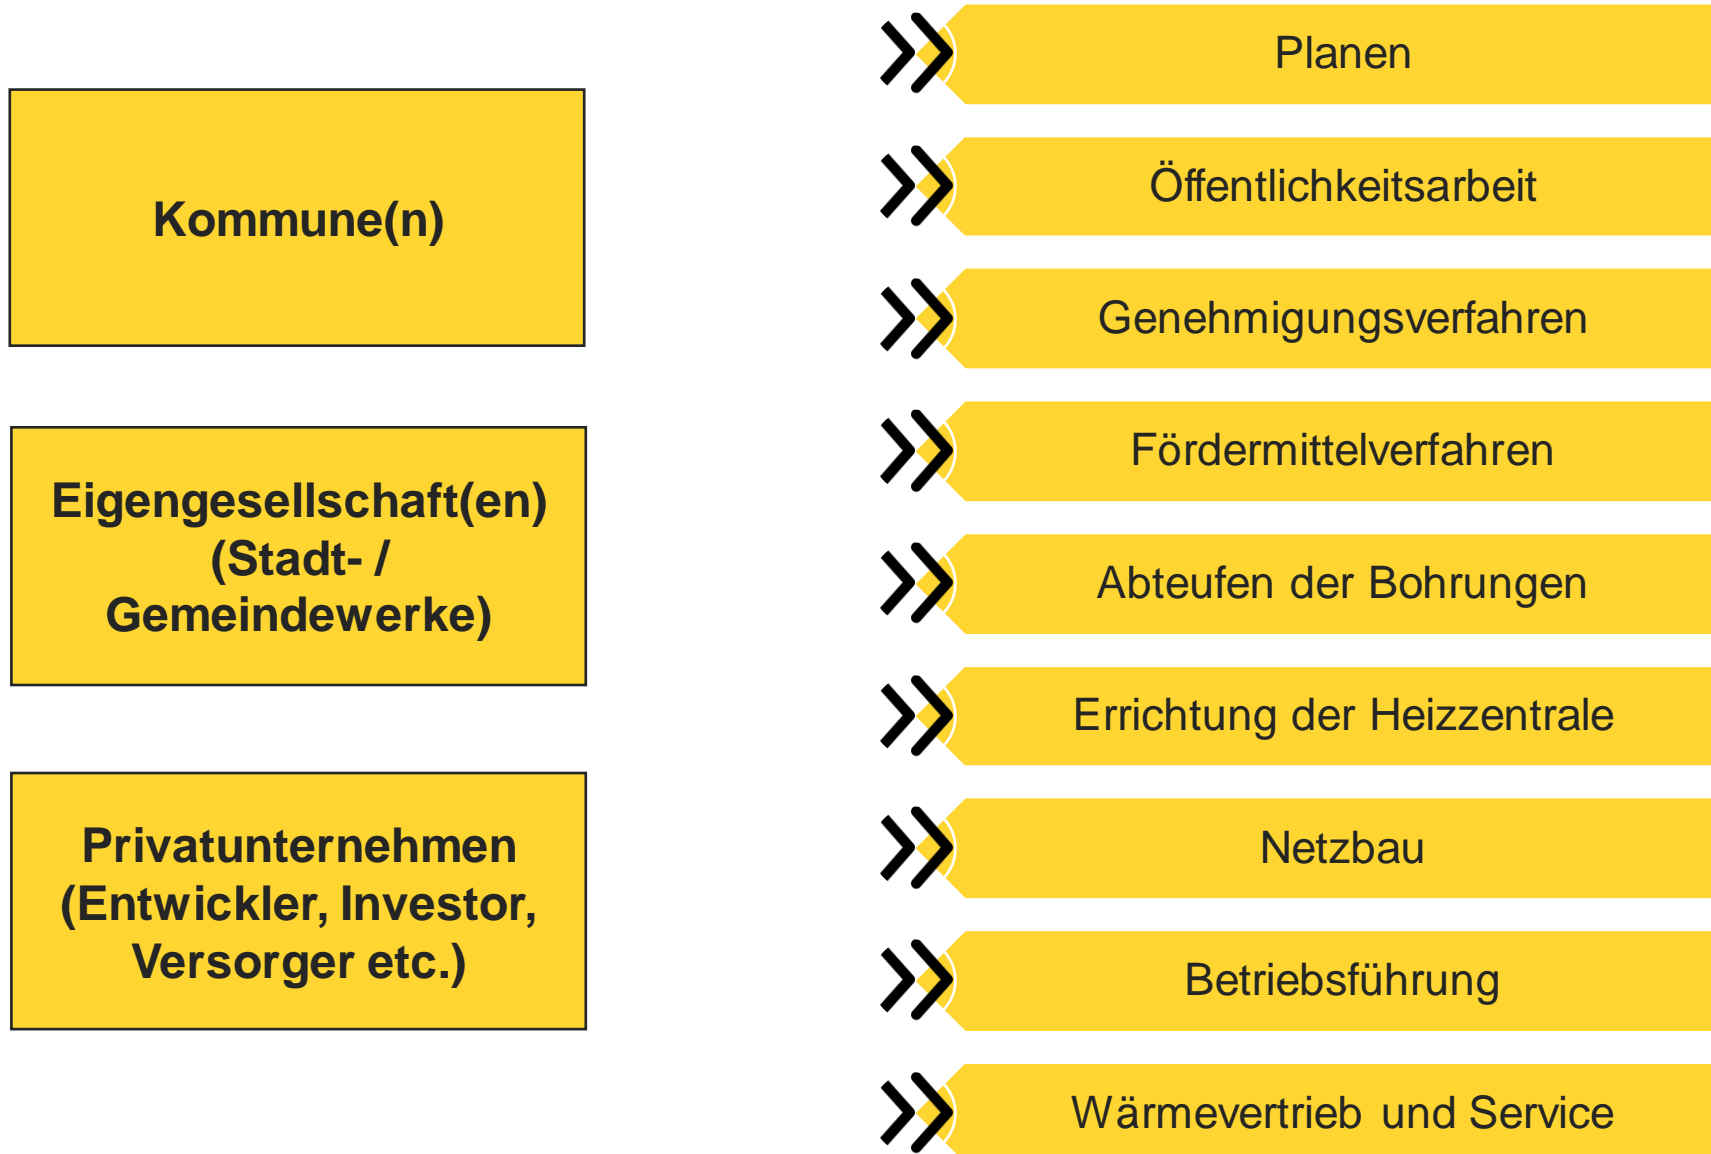 Kommune(n)
Eigengesellschaft(en)
(Stadt- /
Gemeindewerke)
Privatunternehmen
(Entwickler, Investor,
Versorger etc.)
Planen
Öffentlichkeitsarbeit
Genehmigungsverfahren
Fördermittelverfahren
Abteufen der Bohrungen
Errichtung der Heizzentrale
Netzbau
Betriebsführung
Wärmevertrieb und Service